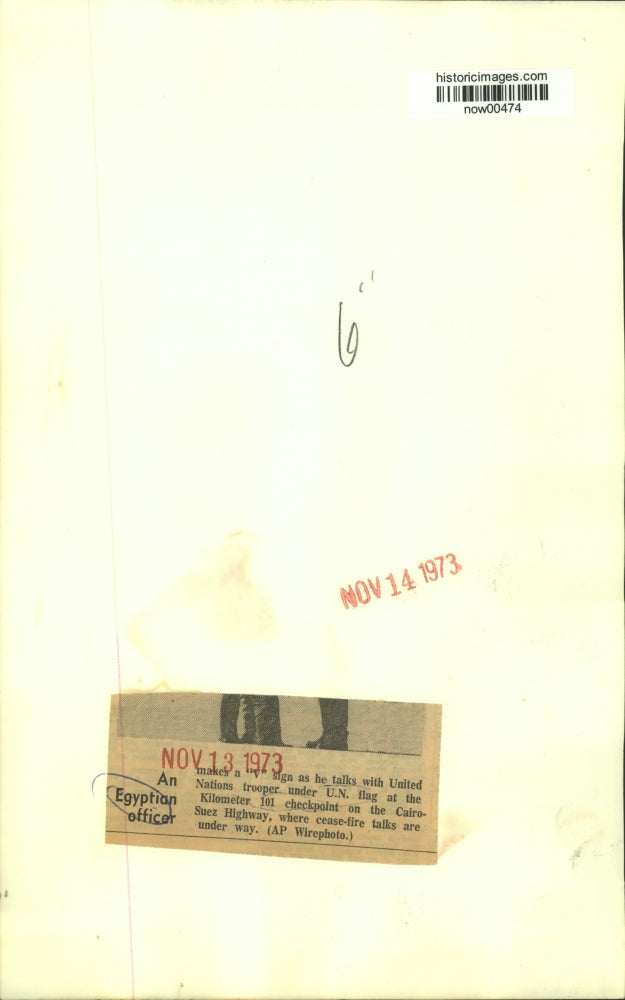 historicimages.com
now00474
6"
NOV 14 1973
NOV 13 1973
An
Egyptian
officer
makes a "V" sign as he talks with United
Nations trooper under U.N. flag at the
Kilometer 101 checkpoint on the Cairo-
Suez Highway, where cease-fire talks are
under way. (AP Wirephoto.)